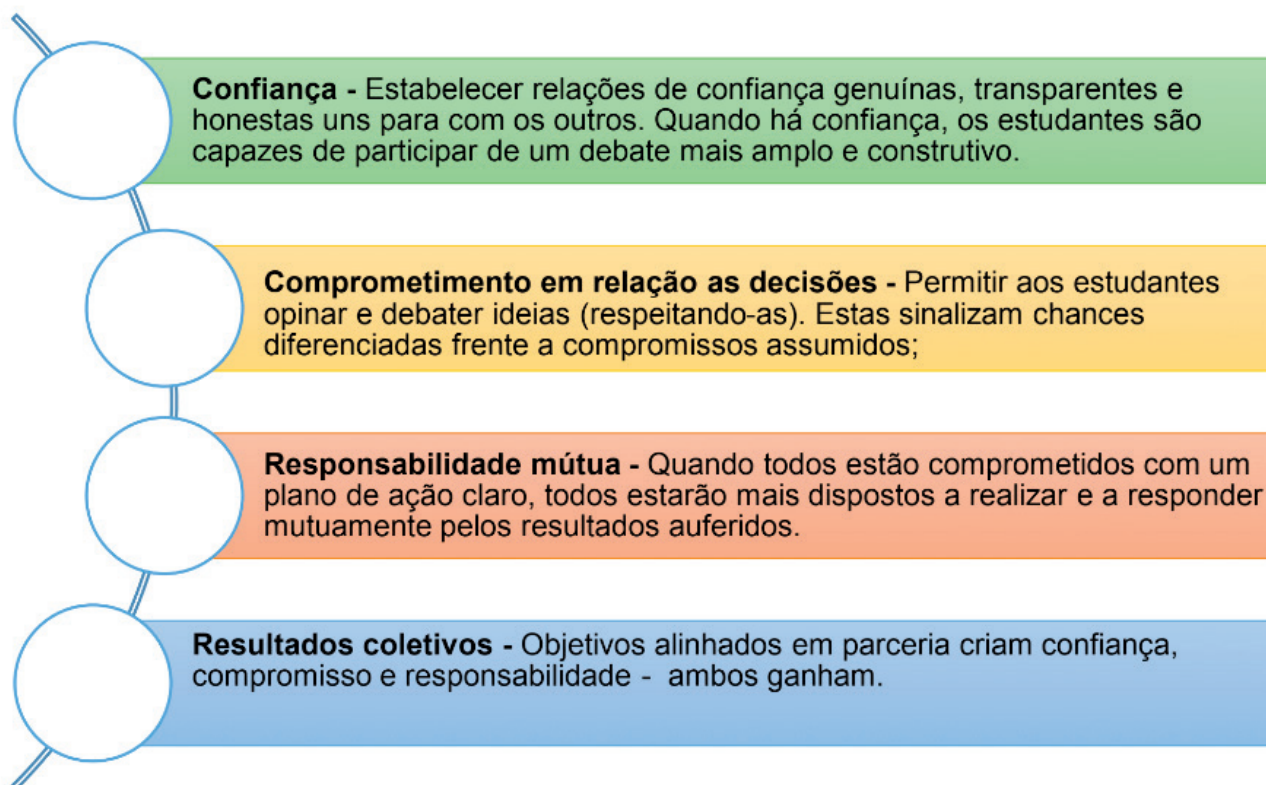 Confiança - Estabelecer relações de confiança genuínas, transparentes e
honestas uns para com os outros. Quando há confiança, os estudantes são
capazes de participar de um debate mais amplo e construtivo.
Comprometimento em relação as decisões - Permitir aos estudantes
opinar e debater ideias (respeitando-as). Estas sinalizam chances
diferenciadas frente a compromissos assumidos;
Responsabilidade mútua - Quando todos estão comprometidos com um
plano de ação claro, todos estarão mais dispostos a realizar e a responder
mutuamente pelos resultados auferidos.
Resultados coletivos - Objetivos alinhados em parceria criam confiança,
compromisso e responsabilidade - ambos ganham.